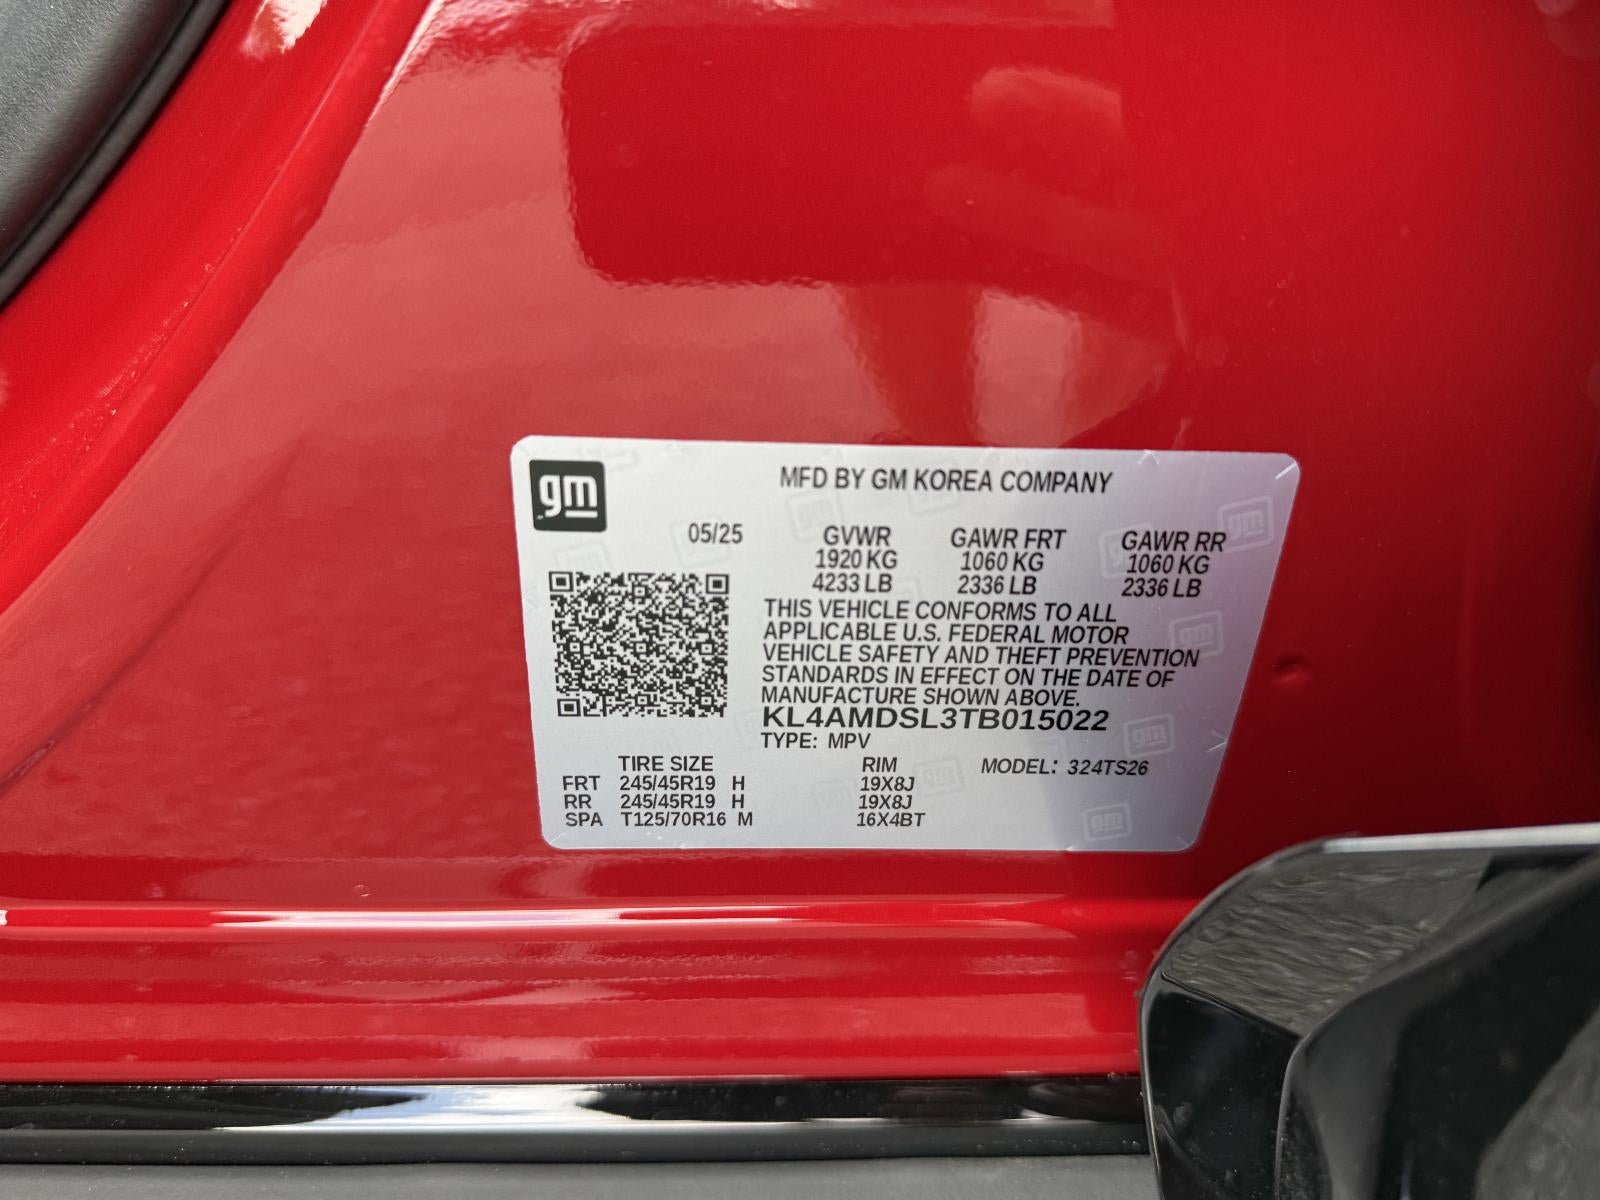 gm
MFD BY GM KOREA COMPANY
05/25 GVWR GAWR FRT GAWR RR
1920 KG 1060 KG 1060 KG
4233 LB 2336 LB 2336 LB
THIS VEHICLE CONFORMS TO ALL
APPLICABLE U.S. FEDERAL MOTOR
VEHICLE SAFETY AND THEFT PREVENTION
STANDARDS IN EFFECT ON THE DATE OF
MANUFACTURE SHOWN ABOVE.
KL4AMDSL3TB015022
TYPE: MPV
TIRE SIZE RIM MODEL: 324TS26
FRT 245/45R19 H 19X8J
RR 245/45R19 H 19X8J
SPA T125/70R16 M 16X4BT